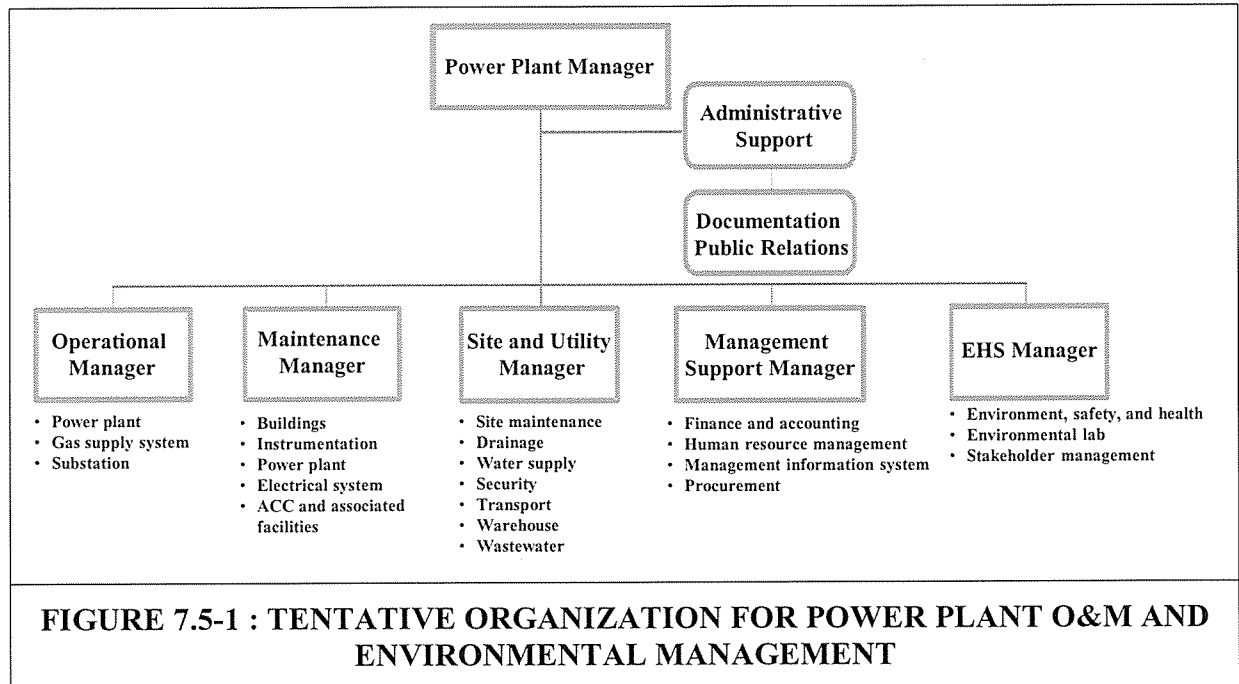 Power Plant Manager
Administrative
Support
Documentation
Public Relations
Operational
Manager
• Power plant
• Gas supply system
• Substation
Maintenance
Manager
• Buildings
• Instrumentation
• Power plant
• Electrical system
• ACC and associated
facilities
Site and Utility
Manager
• Site maintenance
• Drainage
• Water supply
• Security
• Transport
• Warehouse
• Wastewater
Management
Support Manager
• Finance and accounting
• Human resource management
• Management information system
• Procurement
EHS Manager
• Environment, safety, and health
• Environmental lab
• Stakeholder management
FIGURE 7.5-1 : TENTATIVE ORGANIZATION FOR POWER PLANT O&M AND
ENVIRONMENTAL MANAGEMENT